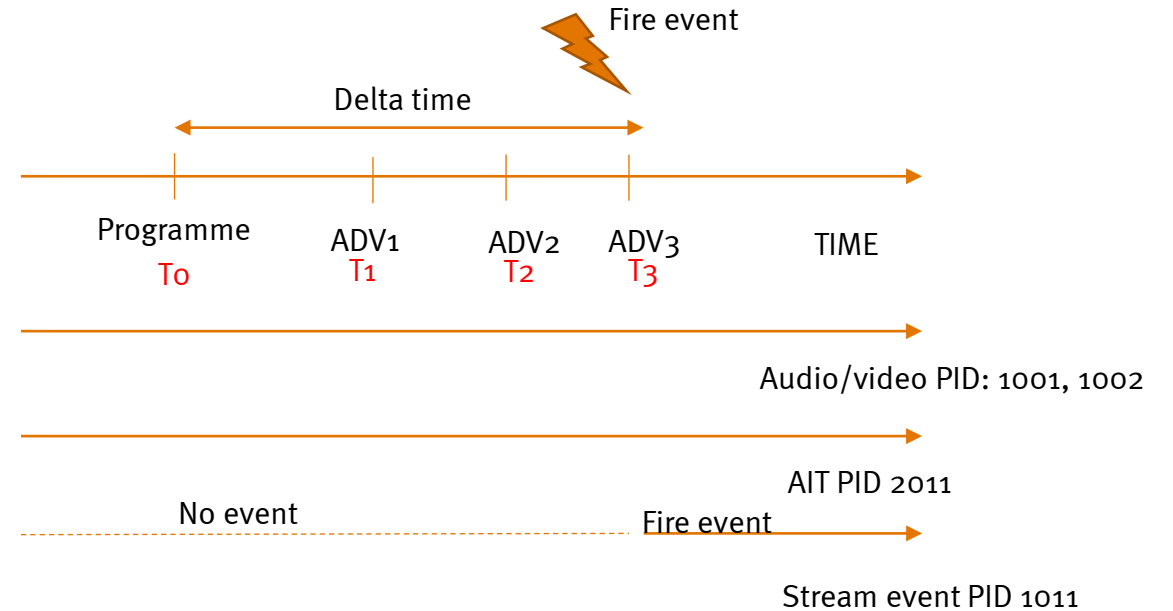 Fire event
Delta time
Programme
ADV1
ADV2
ADV3
TIME
T0
T1
T2
T3
Audio/video PID: 1001, 1002
AIT PID 2011
No event
Fire event
Stream event PID 1011